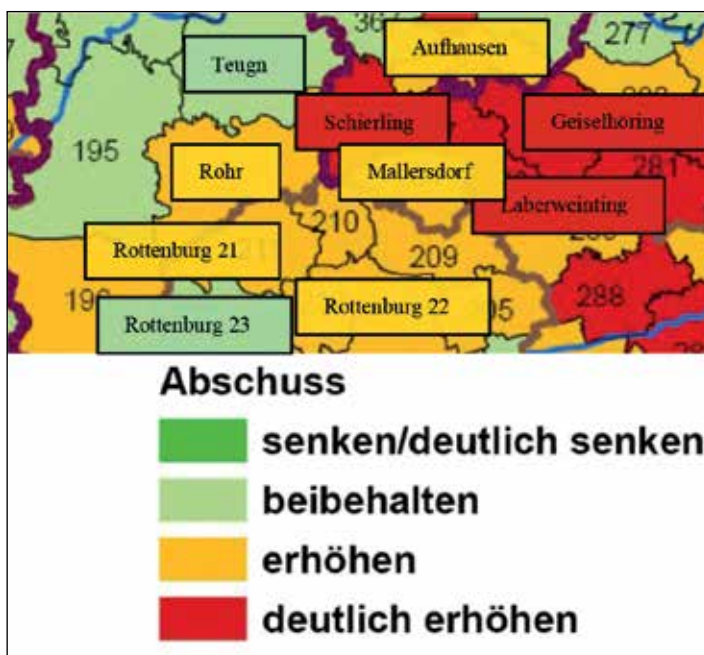 367
277
Aufhausen
Teugn
Schierling
Geiselhöring
195
281
Rohr
Mallersdorf
Laberweinting
210
Rottenburg 21
209
288
Rottenburg 22
Rottenburg 23
Abschuss
senken/deutlich senken
beibehalten
erhöhen
deutlich erhöhen